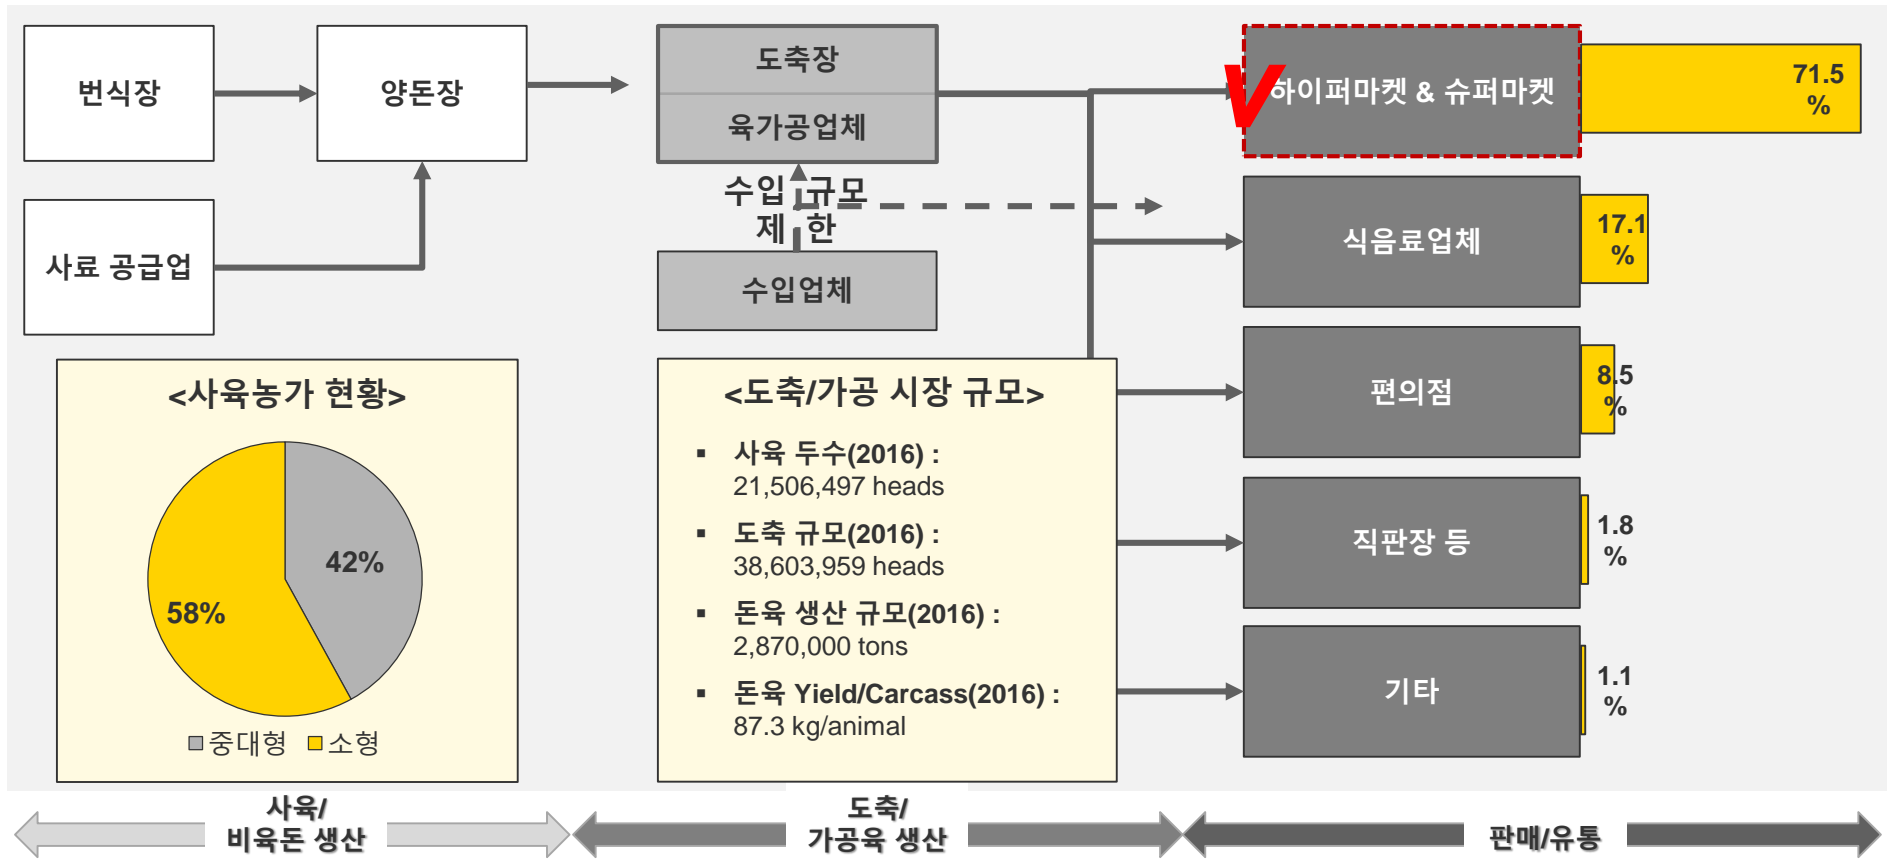 번식장
양돈장
사료 공급업
도축장
육가공업체
수입 규모
제 한
수입업체
V
하이퍼마켓 & 슈퍼마켓
71.5
%
식음료업체
17.1
%
편의점
8.5
%
직판장 등
1.8
%
기타
1.1
%
<사육농가 현황>
42%
58%
중대형 소형
<도축/가공 시장 규모>
▪ 사육 두수(2016) :
21,506,497 heads
▪ 도축 규모(2016) :
38,603,959 heads
▪ 돈육 생산 규모(2016) :
2,870,000 tons
▪ 돈육 Yield/Carcass(2016) :
87.3 kg/animal
사육/
비육돈 생산
도축/
가공육 생산
판매/유통